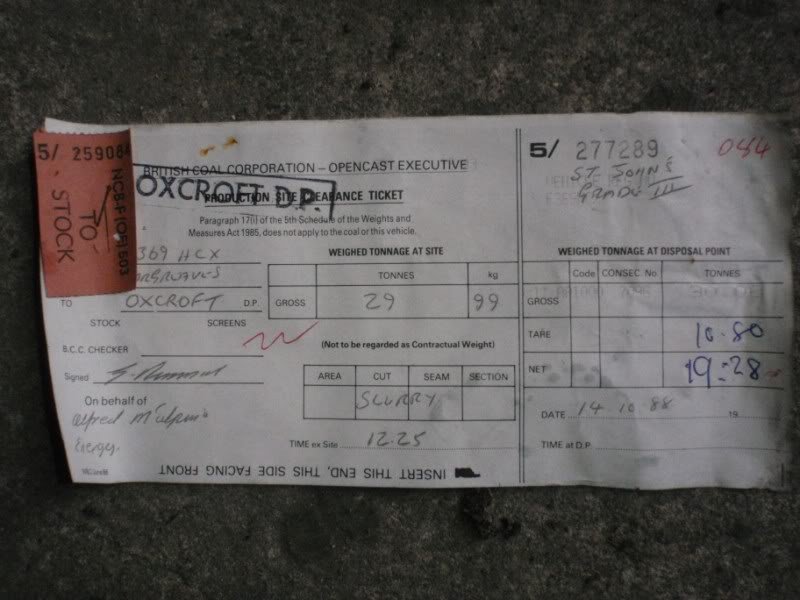 5/ 259084
NCB-F (OF) 503
TO
STOCK
BRITISH COAL CORPORATION – OPENCAST EXECUTIVE
OXCROFT D.P.
PRODUCTION SITE CLEARANCE TICKET
Paragraph 17(i) of the 5th Schedule of the Weights and
Measures Act 1985, does not apply to the coal or this vehicle.
369 HCX
TO OXCROFT D.P.
STOCK SCREENS
B.C.C. CHECKER
Signed
On behalf of
Alfred McAlpine
Energy.
WEIGHED TONNAGE AT SITE
TONNES kg
GROSS 29 99
(Not to be regarded as Contractual Weight)
AREA CUT SEAM SECTION
SLURRY
TIME ex Site 12.25
INSERT THIS END, THIS SIDE FACING FRONT
5/ 277289 084
ST JOHN'S
GRADE III
WEIGHED TONNAGE AT DISPOSAL POINT
Code CONSEC. No. TONNES
GROSS
TARE 10.80
NET 19.28
DATE 14 10 88 19
TIME at D.P.